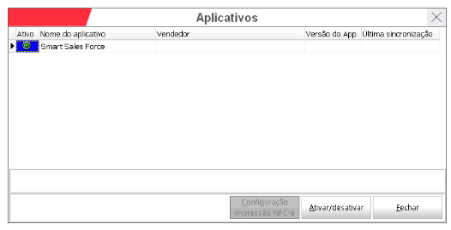 Aplicativos
Ativo Nome do aplicativo Vendedor Versão do App Última sincronização
Smart Sales Force
Configuração
impressão NFC-e
Ativar/desativar
Fechar